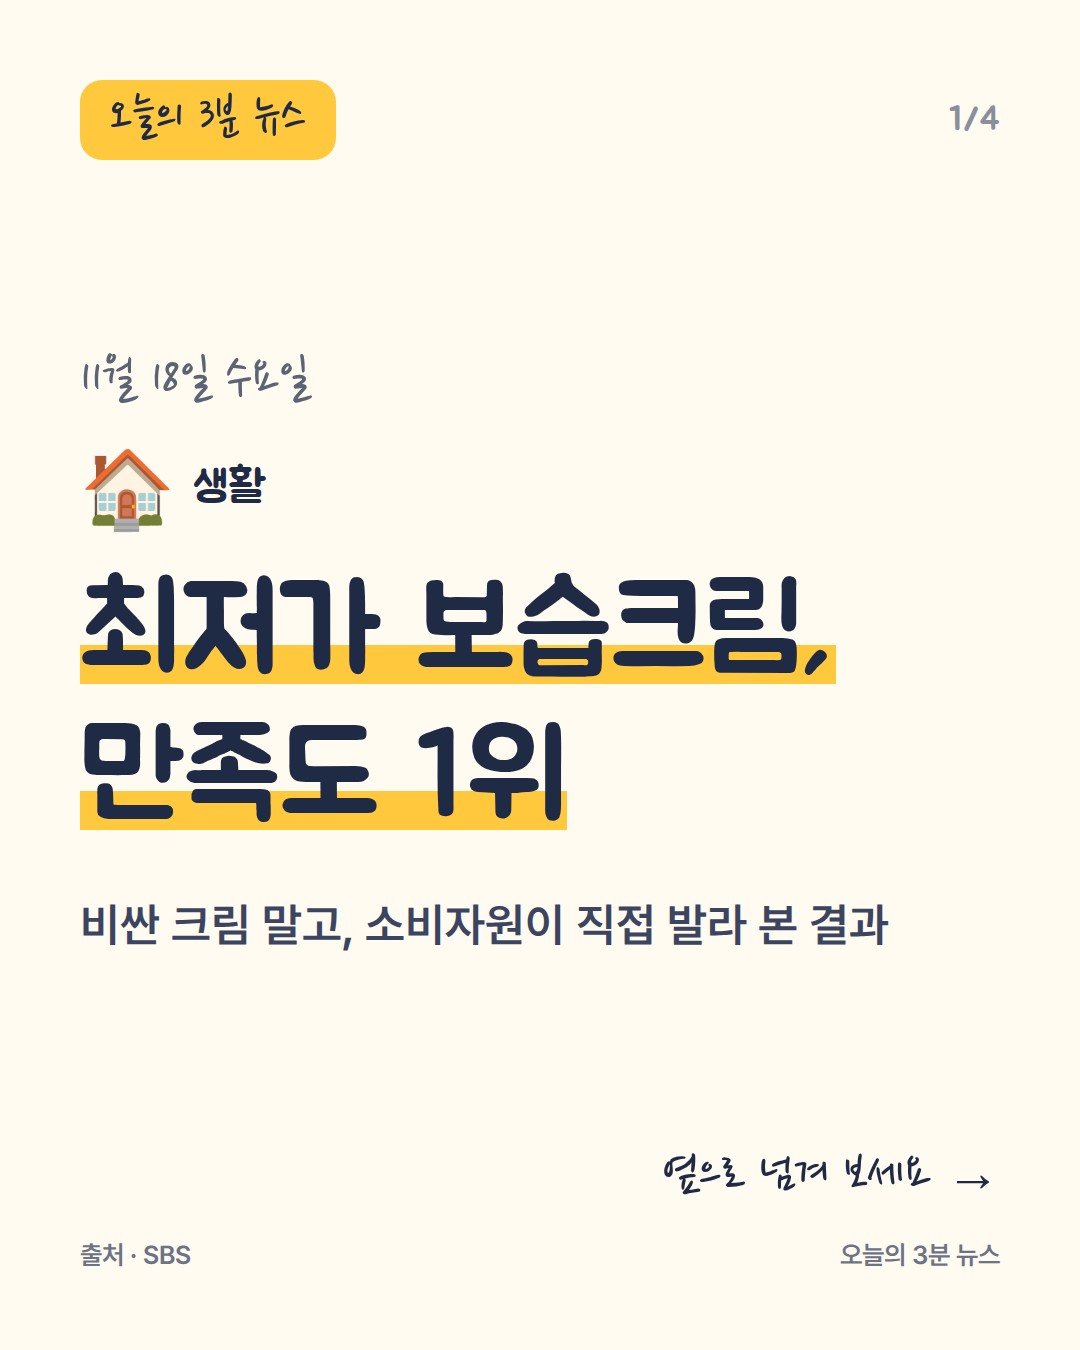 오늘의 3분 뉴스
1/4
11월 18일 수요일
생활
최저가 보습크림,
만족도 1위
비싼 크림 말고, 소비자원이 직접 발라 본 결과
옆으로 넘겨 보세요 →
출처 · SBS
오늘의 3분 뉴스